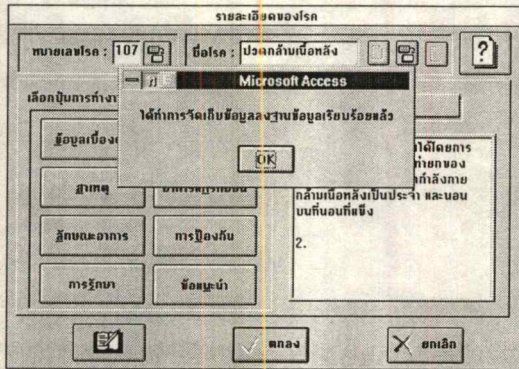 รายละเอียดของโรค
หมายเลขโรค : 107
ชื่อโรค : ปวดกล้ามเนื้อหลัง
?
Microsoft Access
ได้ทำการจัดเก็บข้อมูลลงฐานข้อมูลเรียบร้อยแล้ว
OK
เลือกปุ่มการทำงา
ข้อมูลเบื้อง
สาเหตุ
ลักษณะอาการ
การป้องกัน
การรักษา
ข้อแนะนำ
ได้โดยการ
กำลังกาย
กล้ามเนื้อหลังเป็นประจำ และนอน
บนที่นอนที่แข็ง
2.
ตกลง
ยกเลิก